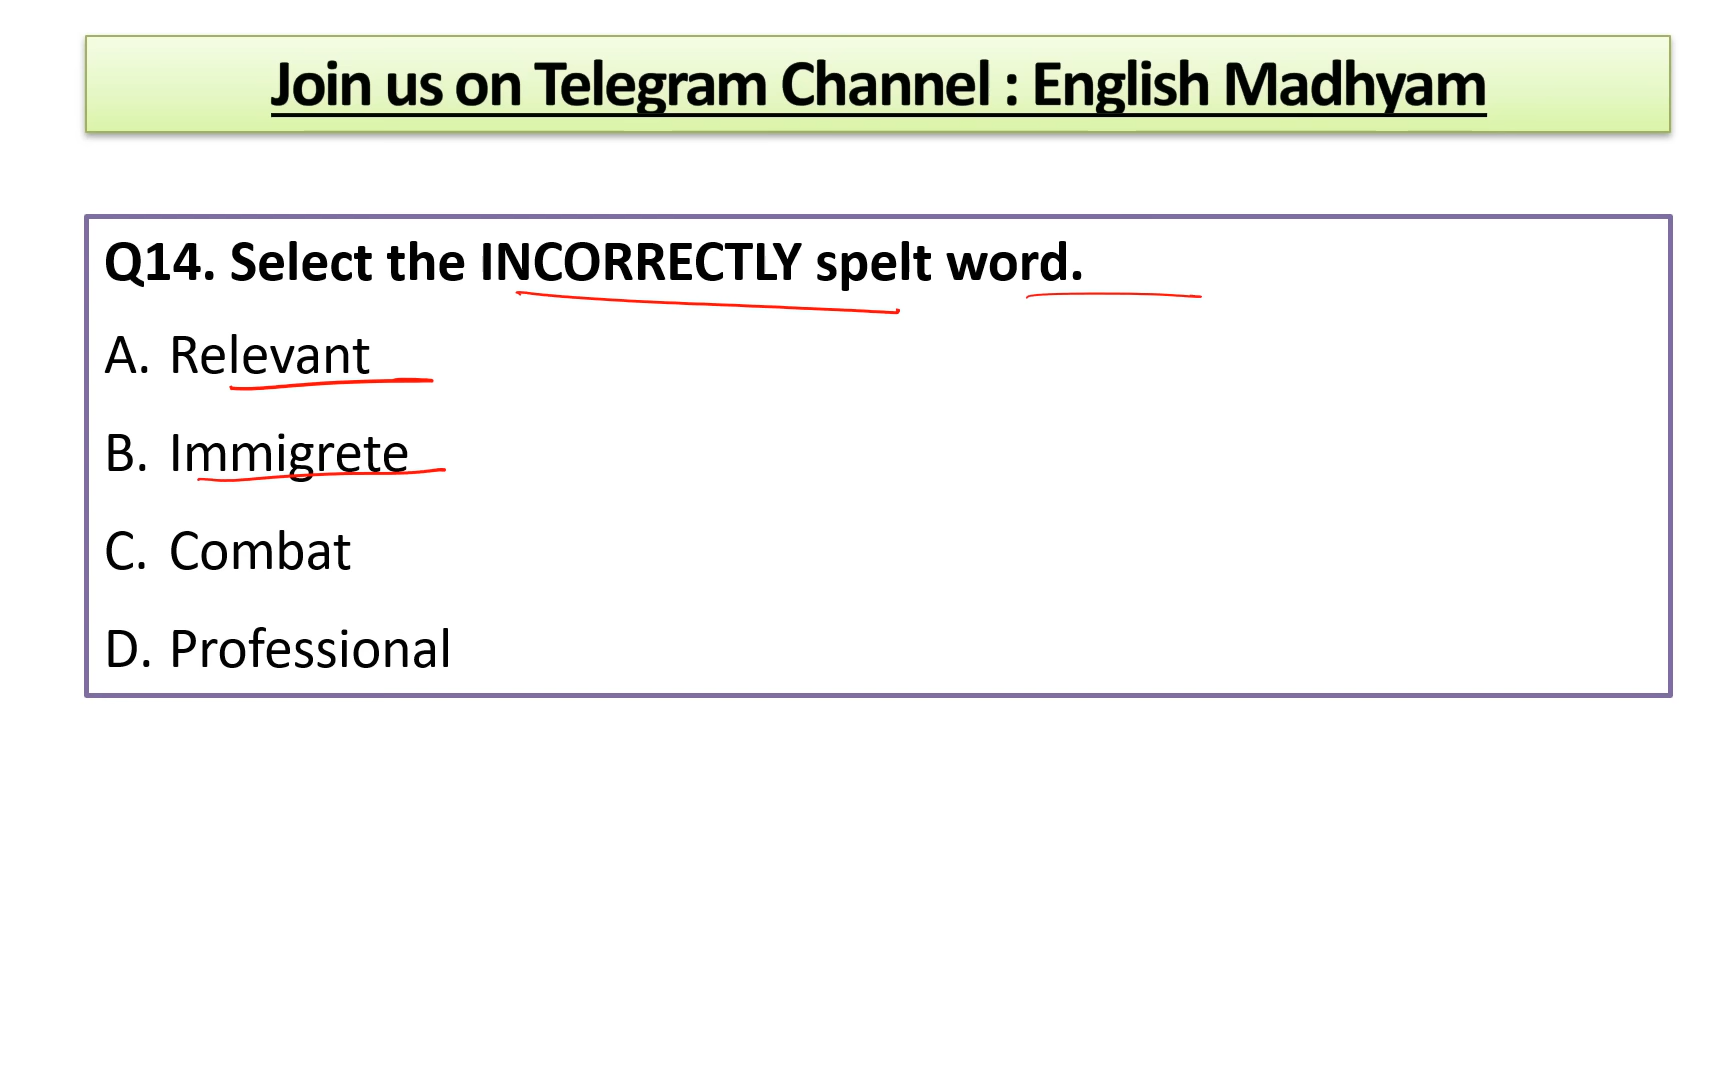 Join us on Telegram Channel : English Madhyam
Q14. Select the INCORRECTLY spelt word.
A. Relevant
B. Immigrete
C. Combat
D. Professional